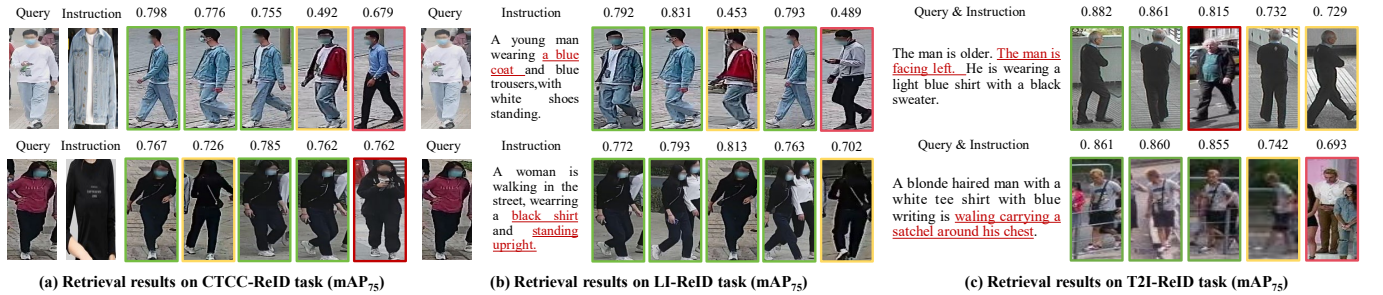 Query Instruction 0.798 0.776 0.755 0.492 0.679
0.767 0.726 0.785 0.762 0.762
Query Instruction
(a) Retrieval results on CTCC-ReID task (mAP75)
Query Instruction 0.792 0.831 0.453 0.793 0.489
A young man
wearing a blue
coat and blue
trousers,with
white shoes
standing.
Query Instruction 0.772 0.793 0.813 0.763 0.702
A woman is
walking in the
street, wearring
a black shirt
and standing
upright.
(b) Retrieval results on LI-ReID task (mAP75)
Query & Instruction 0.882 0.861 0.815 0.732 0. 729
The man is older. The man is
facing left. He is wearing a
light blue shirt with a black
sweater.
Query & Instruction 0. 861 0.860 0.855 0.742 0.693
A blonde haired man with a
white tee shirt with blue
writing is waling carrying a
satchel around his chest.
(c) Retrieval results on T2I-ReID task (mAP75)